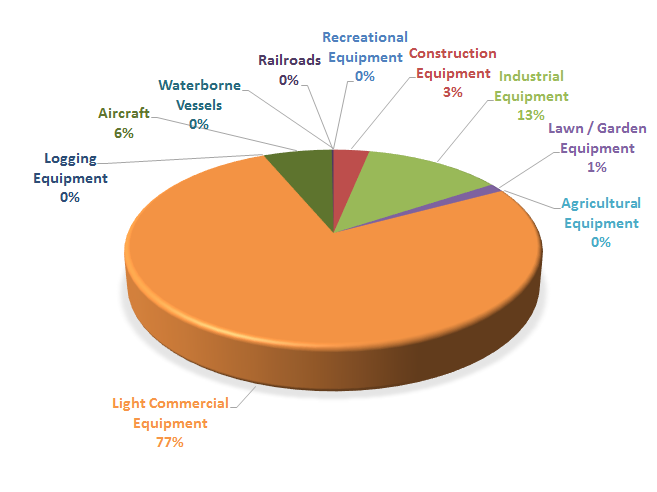 Recreational
Equipment
0%
Construction
Equipment
3%
Industrial
Equipment
13%
Lawn / Garden
Equipment
1%
Agricultural
Equipment
0%
Light Commercial
Equipment
77%
Logging
Equipment
0%
Aircraft
6%
Waterborne
Vessels
0%
Railroads
0%